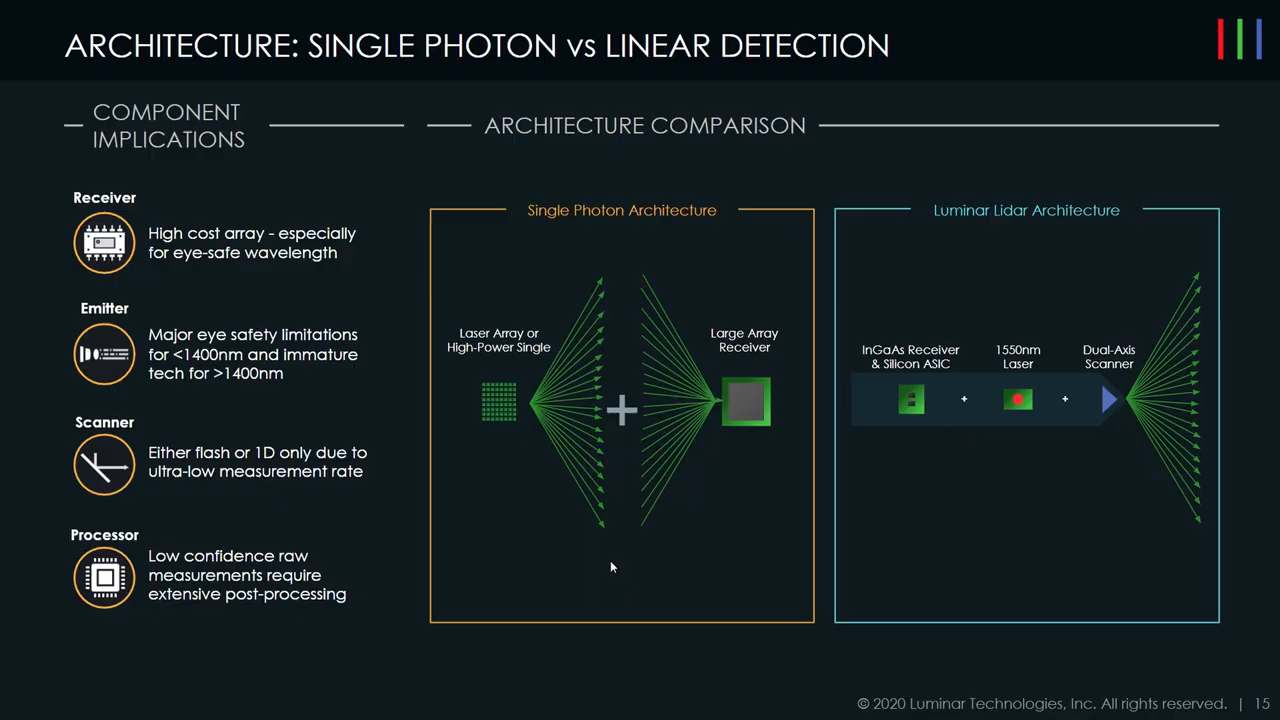 ARCHITECTURE: SINGLE PHOTON vs LINEAR DETECTION
COMPONENT
IMPLICATIONS
Receiver
High cost array - especially
for eye-safe wavelength
Emitter
Major eye safety limitations
for <1400nm and immature
tech for >1400nm
Scanner
Either flash or 1D only due to
ultra-low measurement rate
Processor
Low confidence raw
measurements require
extensive post-processing
ARCHITECTURE COMPARISON
Single Photon Architecture
Laser Array or
High-Power Single
+
Large Array
Receiver
Luminar Lidar Architecture
InGaAs Receiver
& Silicon ASIC
+
1550nm
Laser
+
Dual-Axis
Scanner
© 2020 Luminar Technologies, Inc. All rights reserved. | 15